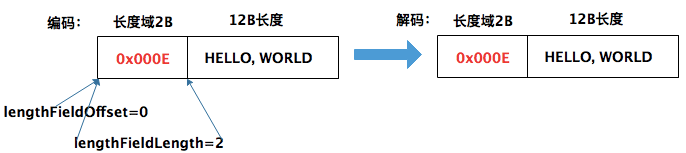 编码： 长度域2B 12B长度 解码： 长度域2B 12B长度
0x000E HELLO, WORLD 0x000E HELLO, WORLD
lengthFieldOffset=0
lengthFieldLength=2